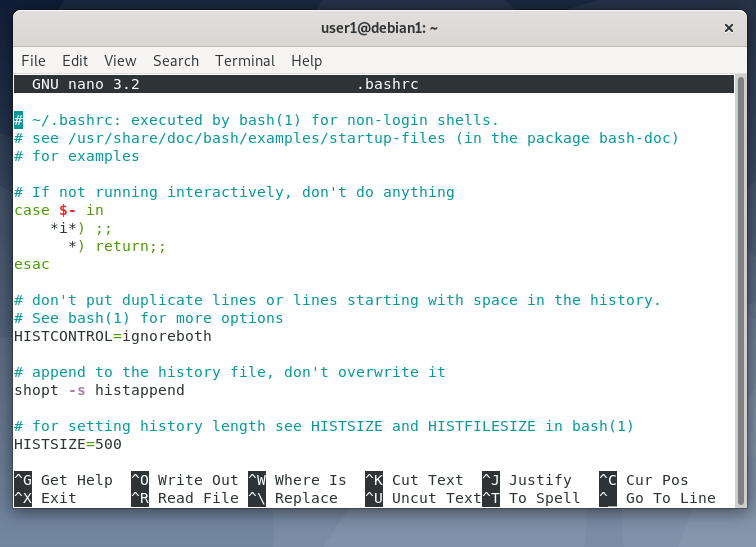 user1@debian1: ~ ×
File Edit View Search Terminal Help
GNU nano 3.2 .bashrc
# ~/.bashrc: executed by bash(1) for non-login shells.
# see /usr/share/doc/bash/examples/startup-files (in the package bash-doc)
# for examples
# If not running interactively, don't do anything
case $- in
    *i*) ;;
      *) return;;
esac
# don't put duplicate lines or lines starting with space in the history.
# See bash(1) for more options
HISTCONTROL=ignoreboth
# append to the history file, don't overwrite it
shopt -s histappend
# for setting history length see HISTSIZE and HISTFILESIZE in bash(1)
HISTSIZE=500
^G Get Help ^O Write Out ^W Where Is ^K Cut Text ^J Justify ^C Cur Pos
^X Exit ^R Read File ^\ Replace ^U Uncut Text ^T To Spell ^_ Go To Line